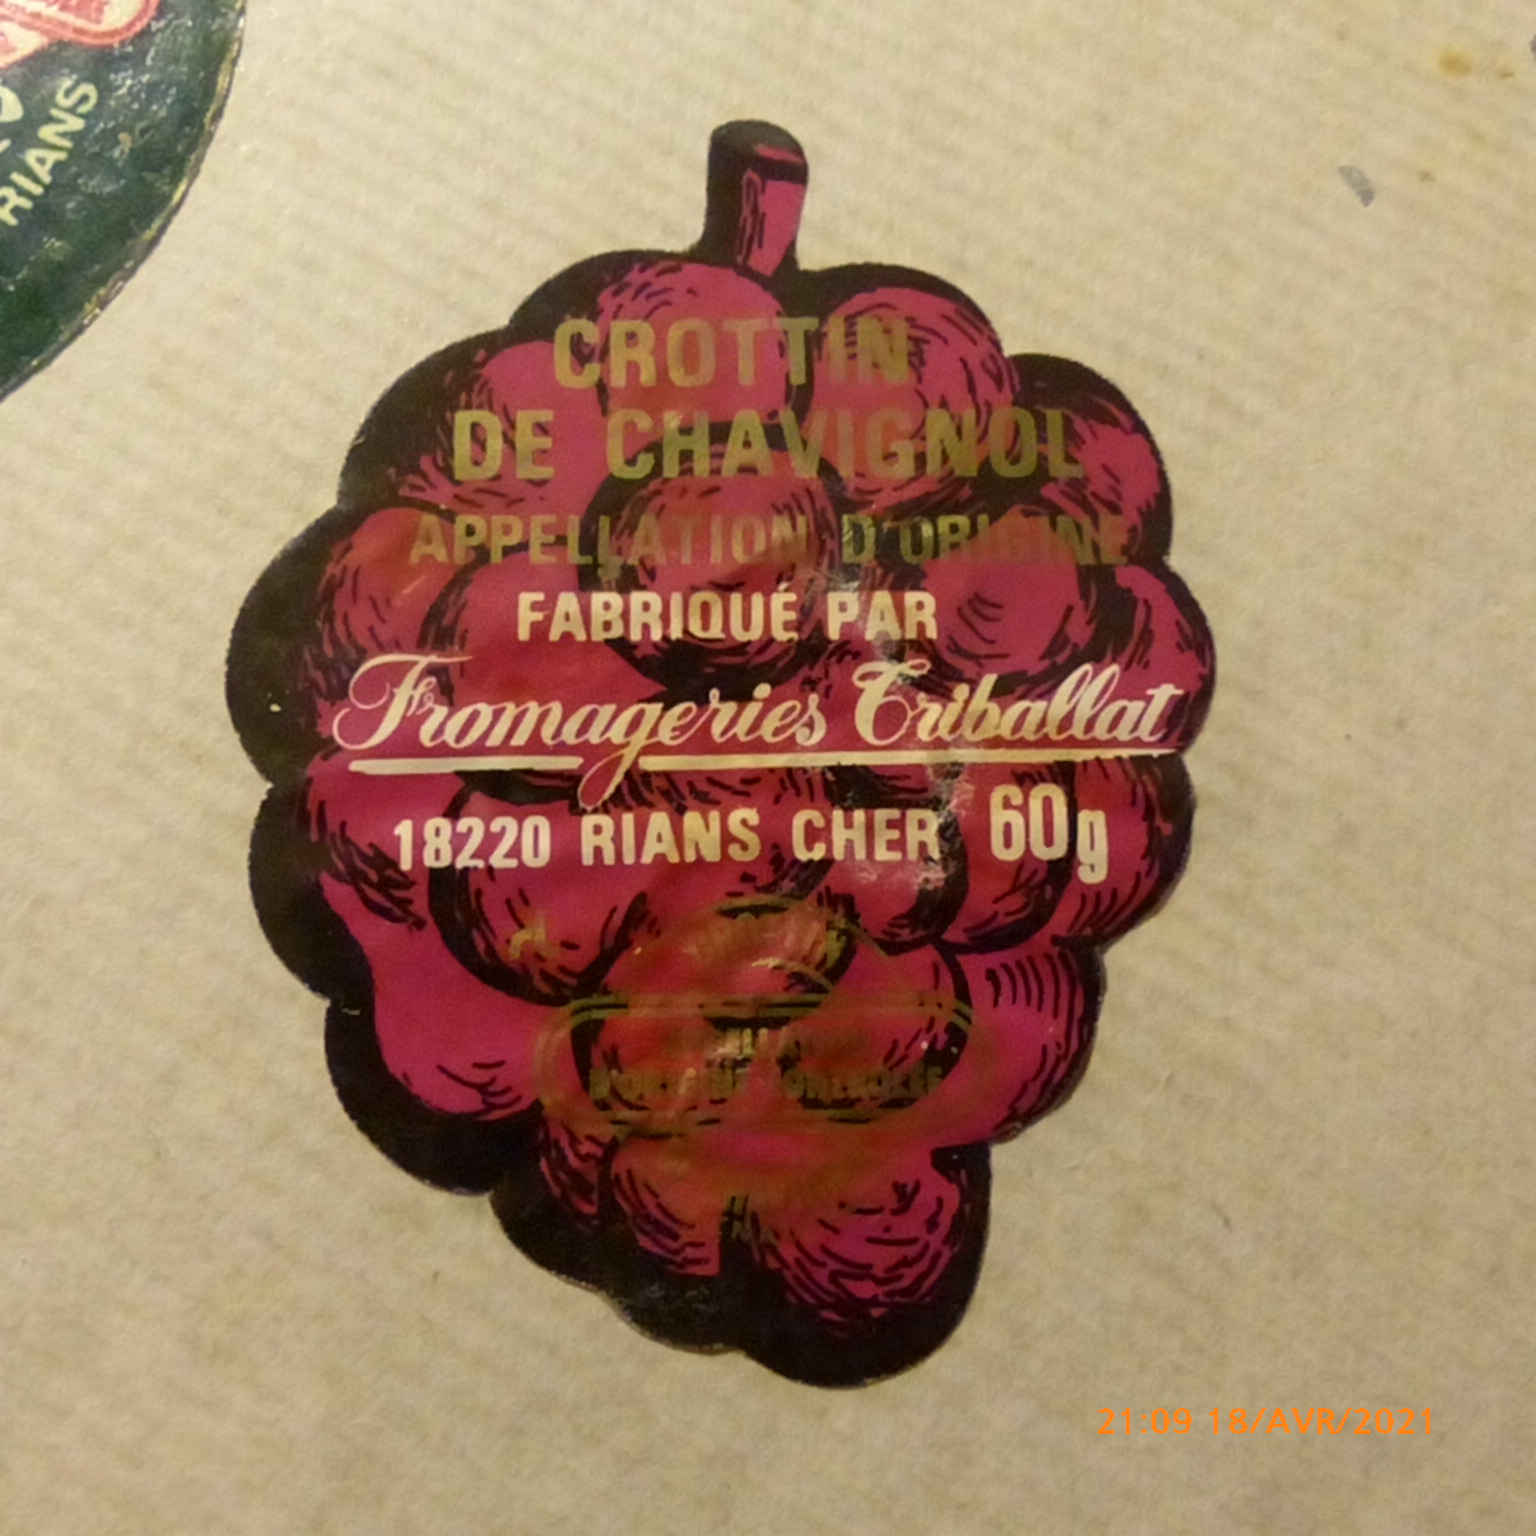 RIANS
CROTTIN
DE CHAVIGNOL
APPELLATION D'ORIGINE
FABRIQUÉ PAR
Fromageries Triballat
18220 RIANS CHER 60g
21:09 18/AVR/2021